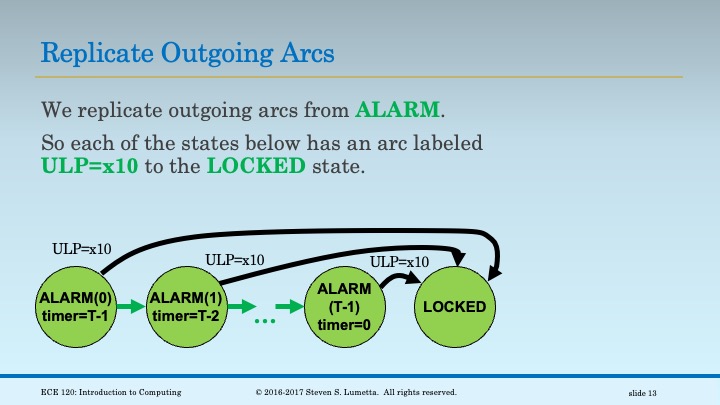 Replicate Outgoing Arcs
We replicate outgoing arcs from ALARM.
So each of the states below has an arc labeled
ULP=x10 to the LOCKED state.
ULP=x10
ULP=x10
ULP=x10
ALARM(0)
timer=T-1
ALARM(1)
timer=T-2
...
ALARM
(T-1)
timer=0
LOCKED
ECE 120: Introduction to Computing
© 2016-2017 Steven S. Lumetta. All rights reserved.
slide 13